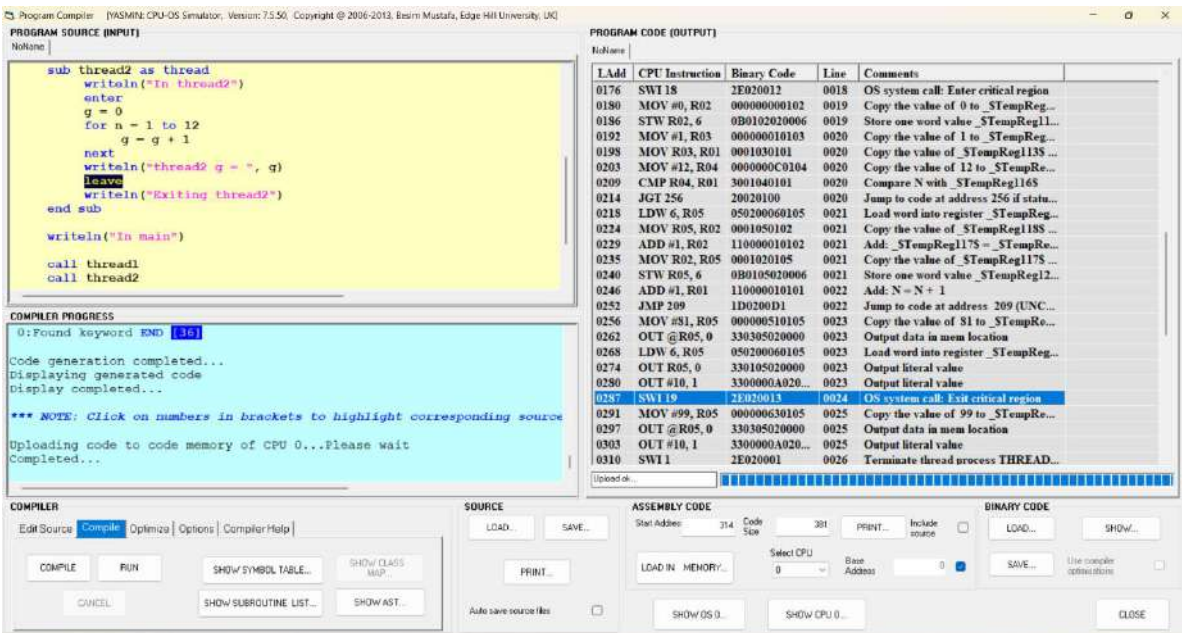 Program Compiler [YASMIN: CPU-OS Simulator, Version: 7.5.50, Copyright @ 2006-2013, Besim Mustafa, Edge Hill University, UK]
PROGRAM SOURCE (INPUT)
NoName
sub thread2 as thread
writeln("In thread2")
enter
g = 0
for n = 1 to 12
g = g + 1
next
writeln("thread2 g = ", g)
leave
writeln("Exiting thread2")
end sub
writeln("In main")
call thread1
call thread2
COMPILER PROGRESS
0:Found keyword END [36]
Code generation completed...
Displaying generated code
Display completed...
*** NOTE: Click on numbers in brackets to highlight corresponding source
Uploading code to code memory of CPU 0...Please wait
Completed...
PROGRAM CODE (OUTPUT)
NoName
LAdd CPU Instruction Binary Code Line Comments
0176 SWI 18 2E020012 0018 OS system call: Enter critical region
0180 MOV #0, R02 000000000102 0019 Copy the value of 0 to _$TempReg...
0186 STW R02, 6 0B0102020006 0019 Store one word value _$TempReg11...
0192 MOV #1, R03 000000010103 0020 Copy the value of 1 to _$TempReg...
0198 MOV R03, R01 0001030101 0020 Copy the value of _$TempReg113$ ...
0203 MOV #12, R04 0000000C0104 0020 Copy the value of 12 to _$TempRe...
0209 CMP R04, R01 3001040101 0020 Compare N with _$TempReg116$
0214 JGT 256 20020100 0020 Jump to code at address 256 if statu...
0218 LDW 6, R05 050200060105 0021 Load word into register _$TempReg...
0224 MOV R05, R02 0001050102 0021 Copy the value of _$TempReg118$ ...
0229 ADD #1, R02 110000010102 0021 Add: _$TempReg117$ = _$TempRe...
0235 MOV R02, R05 0001020105 0021 Copy the value of _$TempReg117$ ...
0240 STW R05, 6 0B0105020006 0021 Store one word value _$TempReg12...
0246 ADD #1, R01 110000010101 0022 Add: N = N + 1
0252 JMP 209 1D0200D1 0022 Jump to code at address 209 (UNC...
0256 MOV #81, R05 000000510105 0023 Copy the value of 81 to _$TempRe...
0262 OUT @R05, 0 330305020000 0023 Output data in mem location
0268 LDW 6, R05 050200060105 0023 Load word into register _$TempReg...
0274 OUT R05, 0 330105020000 0023 Output literal value
0280 OUT #10, 1 3300000A020... 0023 Output literal value
0287 SWI 19 2E020013 0024 OS system call: Exit critical region
0291 MOV #99, R05 000000630105 0025 Copy the value of 99 to _$TempRe...
0297 OUT @R05, 0 330305020000 0025 Output data in mem location
0303 OUT #10, 1 3300000A020... 0025 Output literal value
0310 SWI 1 2E020001 0026 Terminate thread process THREAD...
Upload ok...
COMPILER
Edit Source Compile Optimize Options Compiler Help
COMPILE RUN SHOW SYMBOL TABLE... SHOW CLASS MAP...
CANCEL SHOW SUBROUTINE LIST... SHOW AST...
SOURCE
LOAD... SAVE...
PRINT...
Auto save source files
ASSEMBLY CODE
Start Address 314 Code Size 381 PRINT... Include source
LOAD IN MEMORY... Select CPU 0 Base Address 0
BINARY CODE
LOAD... SHOW...
SAVE... Use compiler optimisations
SHOW OS 0... SHOW CPU 0... CLOSE